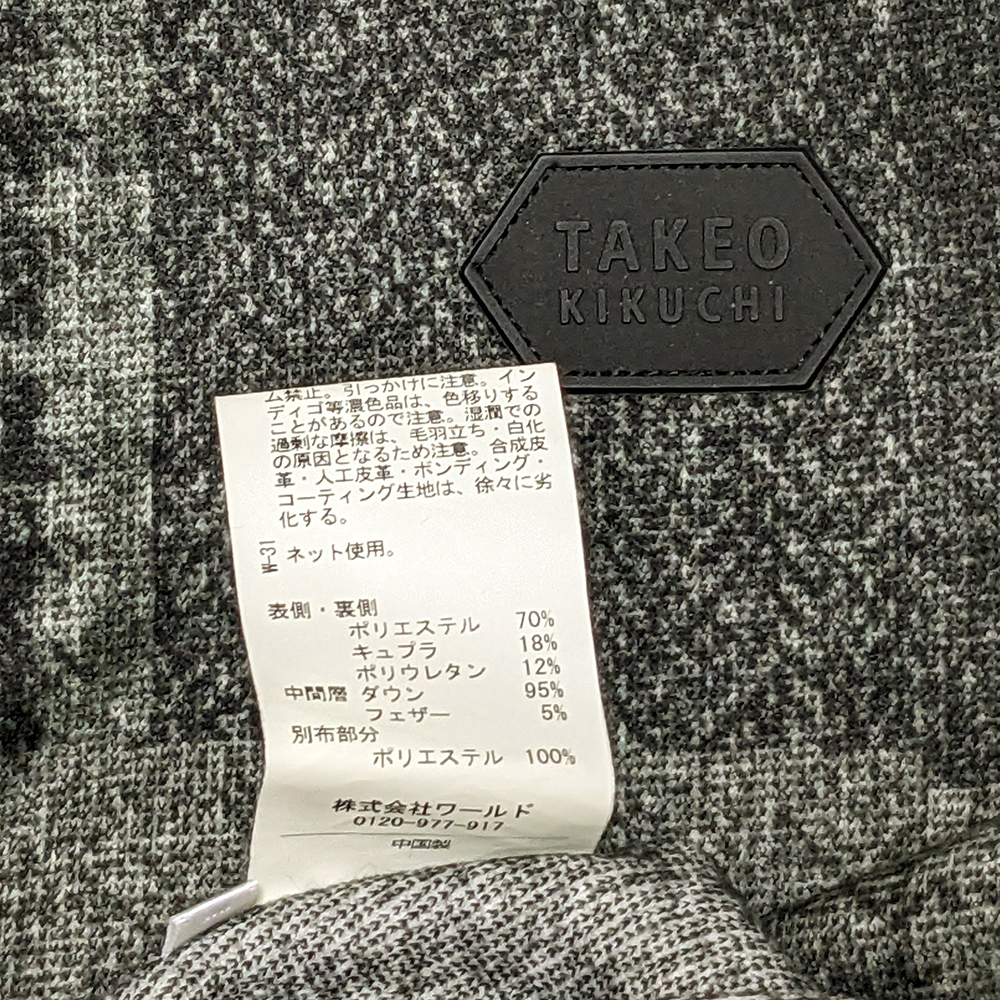 TAKEO
KIKUCHI
ム禁止。引っかけに注意。イン
ディゴ等濃色品は、色移りする
ことがあるので注意。湿潤での
過剰な摩擦は、毛羽立ち・白化
の原因となるため注意。合成皮
革・人工皮革・ボンディング・
コーティング生地は、徐々に劣
化する。
W-31
ネット使用。
表側・裏側
ポリエステル 70%
キュプラ 18%
ポリウレタン 12%
中間層 ダウン 95%
フェザー 5%
別布部分
ポリエステル 100%
株式会社ワールド
0120-977-917
中国製